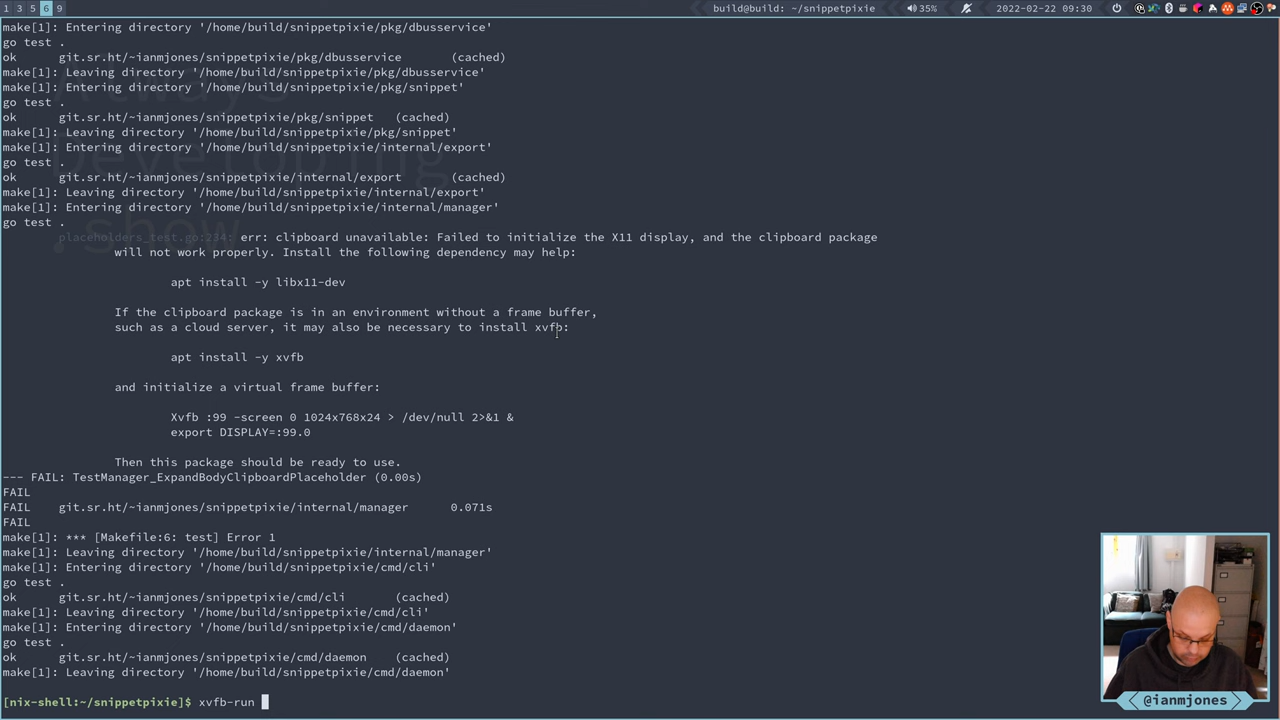 1 3 5 6 9 build@build: ~/snippetpixie 35% 2022-02-22 09:30
make[1]: Entering directory '/home/build/snippetpixie/pkg/dbusservice'
go test .
ok git.sr.ht/~ianmjones/snippetpixie/pkg/dbusservice (cached)
make[1]: Leaving directory '/home/build/snippetpixie/pkg/dbusservice'
make[1]: Entering directory '/home/build/snippetpixie/pkg/snippet'
go test .
ok git.sr.ht/~ianmjones/snippetpixie/pkg/snippet (cached)
make[1]: Leaving directory '/home/build/snippetpixie/pkg/snippet'
make[1]: Entering directory '/home/build/snippetpixie/internal/export'
go test .
ok git.sr.ht/~ianmjones/snippetpixie/internal/export (cached)
make[1]: Leaving directory '/home/build/snippetpixie/internal/export'
make[1]: Entering directory '/home/build/snippetpixie/internal/manager'
go test .
placeholders_test.go:234: err: clipboard unavailable: Failed to initialize the X11 display, and the clipboard package
will not work properly. Install the following dependency may help:
apt install -y libx11-dev
If the clipboard package is in an environment without a frame buffer,
such as a cloud server, it may also be necessary to install xvfb:
apt install -y xvfb
and initialize a virtual frame buffer:
Xvfb :99 -screen 0 1024x768x24 > /dev/null 2>&1 &
export DISPLAY=:99.0
Then this package should be ready to use.
--- FAIL: TestManager_ExpandBodyClipboardPlaceholder (0.00s)
FAIL
FAIL git.sr.ht/~ianmjones/snippetpixie/internal/manager 0.071s
FAIL
make[1]: *** [Makefile:6: test] Error 1
make[1]: Leaving directory '/home/build/snippetpixie/internal/manager'
make[1]: Entering directory '/home/build/snippetpixie/cmd/cli'
go test .
ok git.sr.ht/~ianmjones/snippetpixie/cmd/cli (cached)
make[1]: Leaving directory '/home/build/snippetpixie/cmd/cli'
make[1]: Entering directory '/home/build/snippetpixie/cmd/daemon'
go test .
ok git.sr.ht/~ianmjones/snippetpixie/cmd/daemon (cached)
make[1]: Leaving directory '/home/build/snippetpixie/cmd/daemon'
[nix-shell:~/snippetpixie]$ xvfb-run
Always
Developing
.show
@ianmjones